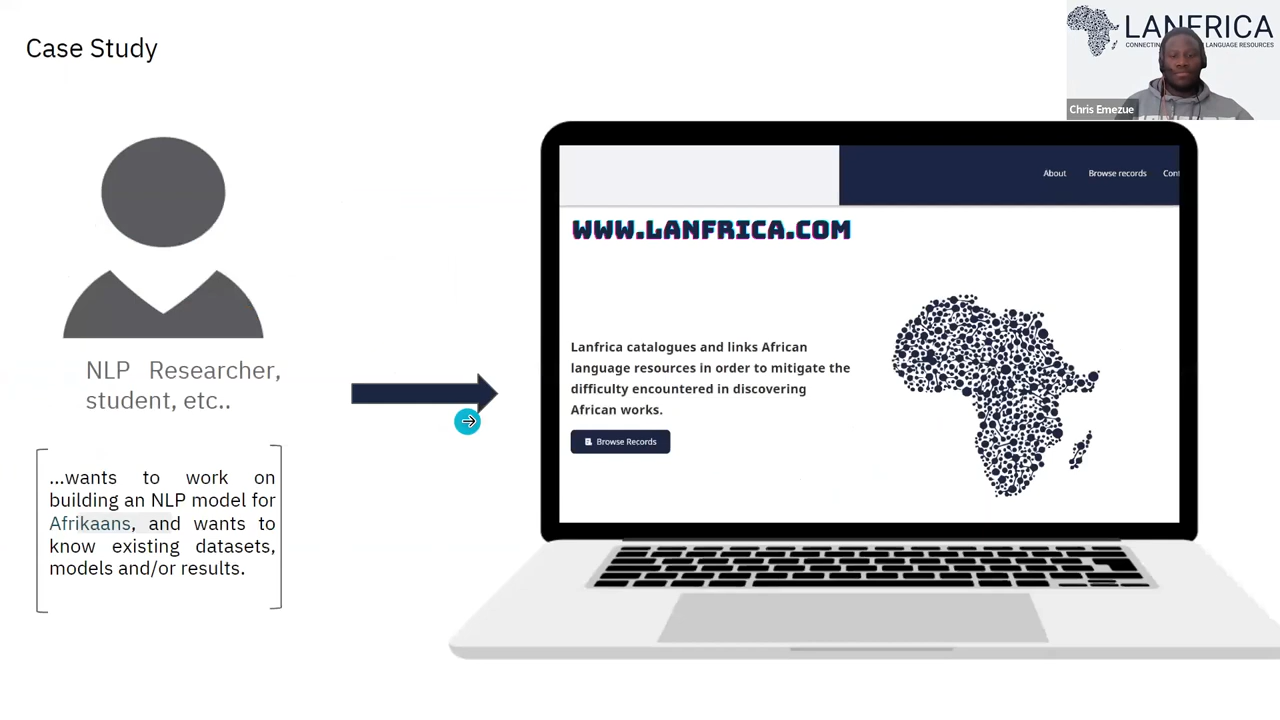 Case Study
LANFRICA
LANGUAGE RESOURCES
Chris Emezue
About Browse records
WWW.LANFRICA.COM
Lanfrica catalogues and links African
language resources in order to mitigate the
difficulty encountered in discovering
African works.
Browse Records
NLP Researcher,
student, etc..
...wants to work on
building an NLP model for
Afrikaans, and wants to
know existing datasets,
models and/or results.